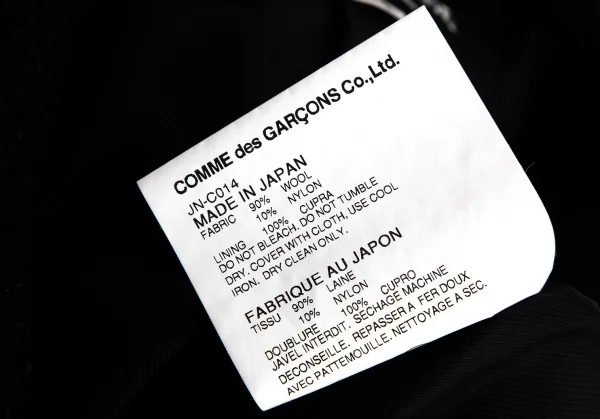 COMME des GARÇONS Co.,Ltd.
JN-C014
MADE IN JAPAN
FABRIC 90% WOOL
10% NYLON
LINING 100% CUPRA
DO NOT BLEACH. DO NOT TUMBLE
DRY. COVER WITH CLOTH, USE COOL
IRON. DRY CLEAN ONLY.
FABRIQUE AU JAPON
TISSU 90% LAINE
10% NYLON
DOUBLURE 100% CUPRO
JAVEL INTERDIT. SECHAGE MACHINE
DECONSEILLE. REPASSER A FER DOUX
AVEC PATTEMOUILLE. NETTOYAGE A SEC.